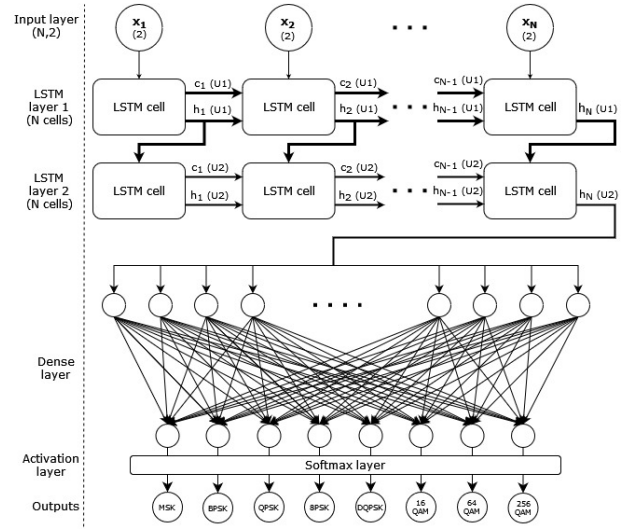 Input layer
(N,2)
x1
(2)
x2
(2)
. . .
xN
(2)
LSTM
layer 1
(N cells)
LSTM cell
c1 (U1)
h1 (U1)
LSTM cell
c2 (U1)
h2 (U1)
. . . .
cN-1 (U1)
hN-1 (U1)
LSTM cell
hN (U1)
LSTM
layer 2
(N cells)
LSTM cell
c1 (U2)
h1 (U2)
LSTM cell
c2 (U2)
h2 (U2)
. . . .
cN-1 (U2)
hN-1 (U2)
LSTM cell
hN (U2)
. . . .
Dense
layer
Activation
layer
Softmax layer
Outputs
MSK
BPSK
QPSK
8PSK
DQPSK
16
QAM
64
QAM
256
QAM